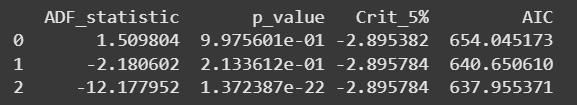 ADF_statistic p_value Crit_5% AIC
0 1.509804 9.975601e-01 -2.895382 654.045173
1 -2.180602 2.133612e-01 -2.895784 640.650610
2 -12.177952 1.372387e-22 -2.895784 637.955371